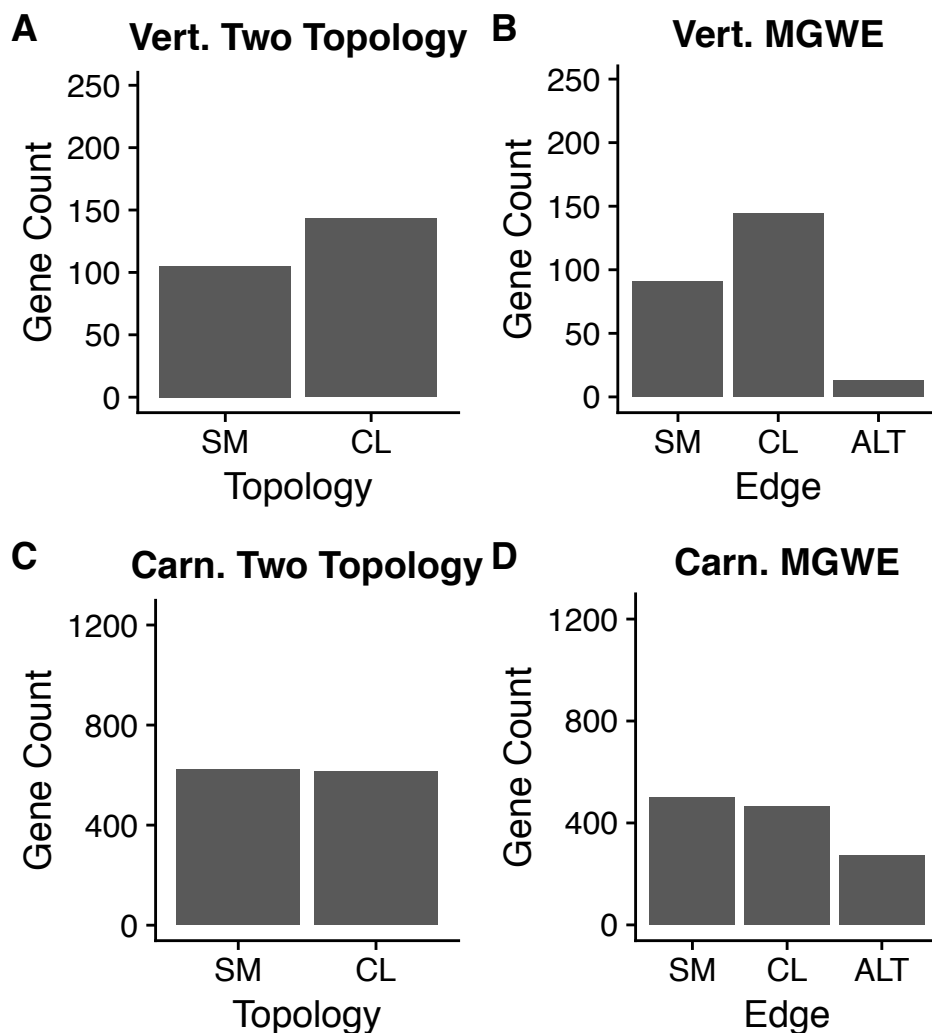 A
Vert. Two Topology
250
200
150
100
50
0
Gene Count
SM CL
Topology
B
Vert. MGWE
250
200
150
100
50
0
Gene Count
SM CL ALT
Edge
C
Carn. Two Topology
1200
800
400
0
Gene Count
SM CL
Topology
D
Carn. MGWE
1200
800
400
0
Gene Count
SM CL ALT
Edge